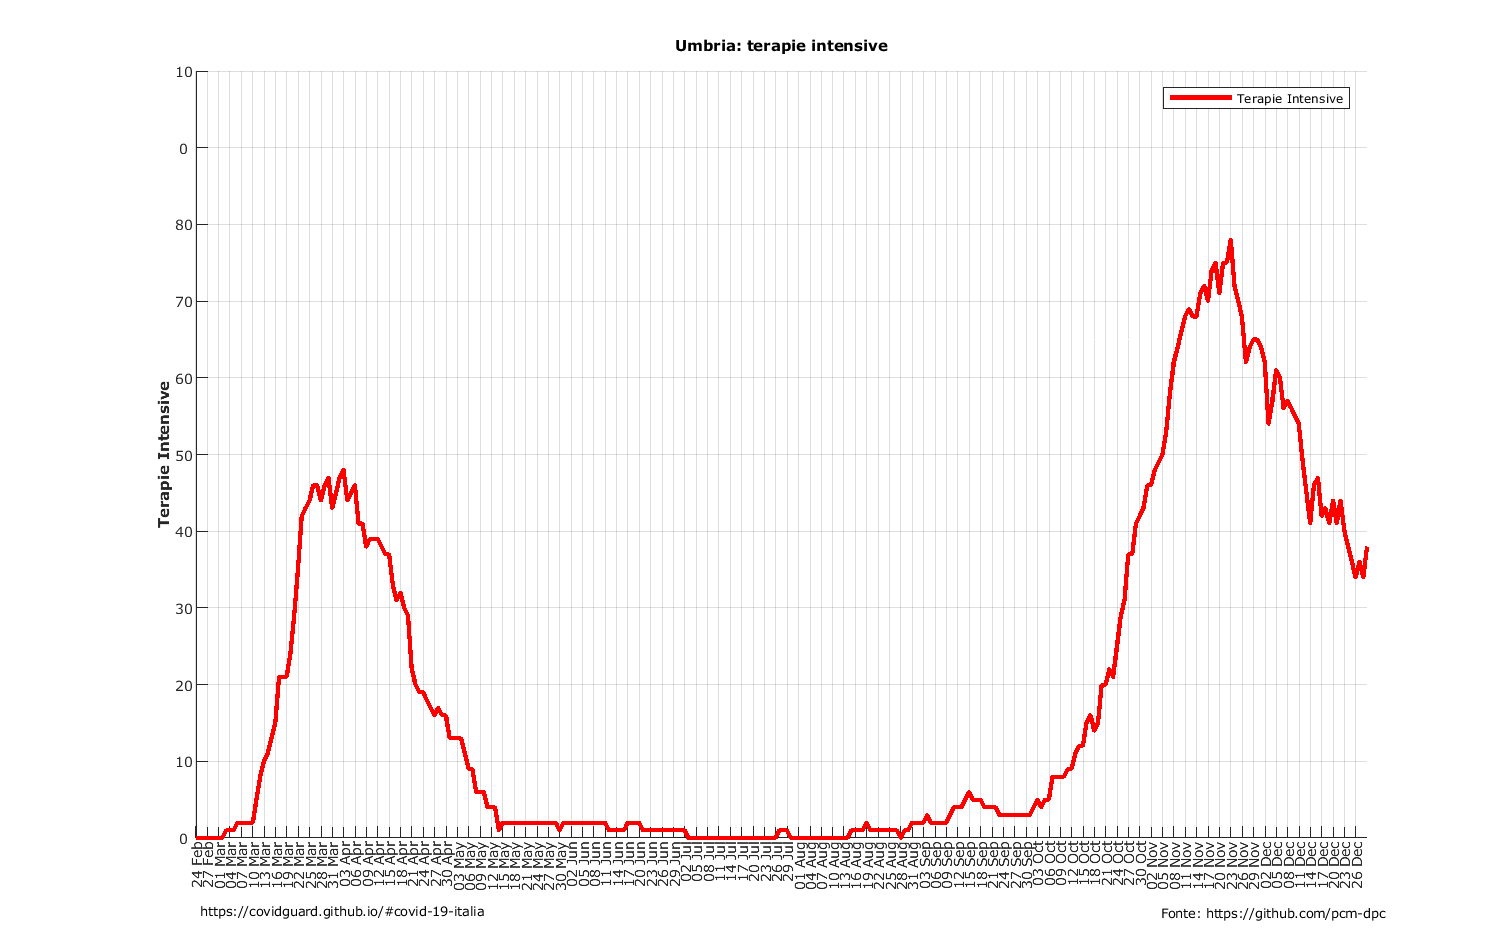 Umbria: terapie intensive
Terapie Intensive
Terapie Intensive
10
0
80
70
60
50
40
30
20
10
0
24 Feb
27 Feb
01 Mar
04 Mar
07 Mar
10 Mar
13 Mar
16 Mar
19 Mar
22 Mar
25 Mar
28 Mar
31 Mar
03 Apr
06 Apr
09 Apr
12 Apr
15 Apr
18 Apr
21 Apr
24 Apr
27 Apr
30 Apr
03 May
06 May
09 May
12 May
15 May
18 May
21 May
24 May
27 May
30 May
02 Jun
05 Jun
08 Jun
11 Jun
14 Jun
17 Jun
20 Jun
23 Jun
26 Jun
29 Jun
02 Jul
05 Jul
08 Jul
11 Jul
14 Jul
17 Jul
20 Jul
23 Jul
26 Jul
29 Jul
01 Aug
04 Aug
07 Aug
10 Aug
13 Aug
16 Aug
19 Aug
22 Aug
25 Aug
28 Aug
31 Aug
03 Sep
06 Sep
09 Sep
12 Sep
15 Sep
18 Sep
21 Sep
24 Sep
27 Sep
30 Sep
03 Oct
06 Oct
09 Oct
12 Oct
15 Oct
18 Oct
21 Oct
24 Oct
27 Oct
30 Oct
02 Nov
05 Nov
08 Nov
11 Nov
14 Nov
17 Nov
20 Nov
23 Nov
26 Nov
29 Nov
02 Dec
05 Dec
08 Dec
11 Dec
14 Dec
17 Dec
20 Dec
23 Dec
26 Dec
https://covidguard.github.io/#covid-19-italia
Fonte: https://github.com/pcm-dpc